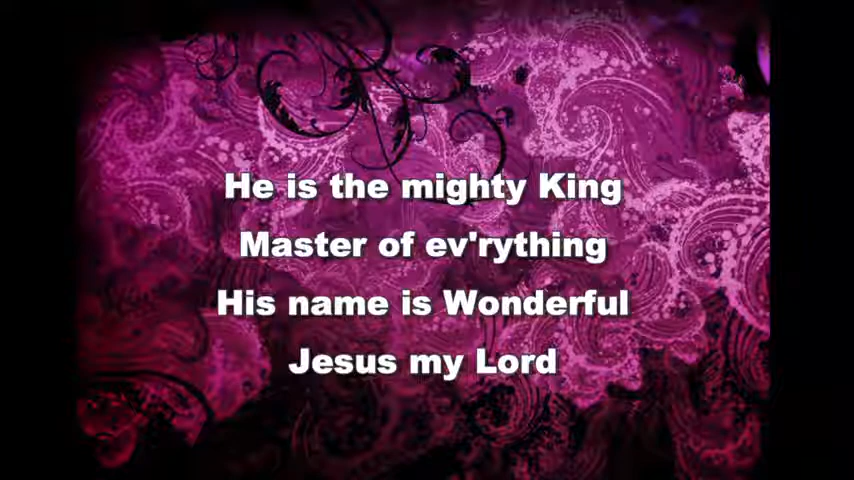 He is the mighty King
Master of ev'rything
His name is Wonderful
Jesus my Lord